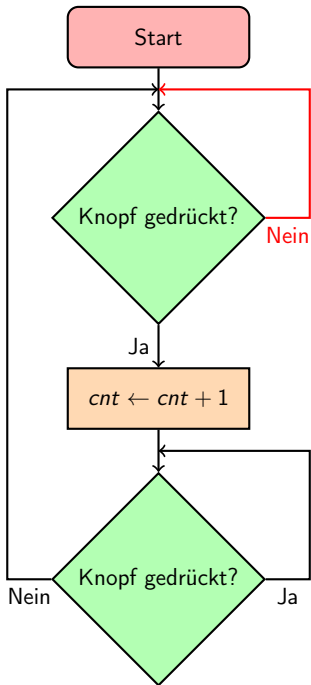 Start
Knopf gedrückt?
Nein
Ja
cnt ← cnt + 1
Knopf gedrückt?
Nein
Ja